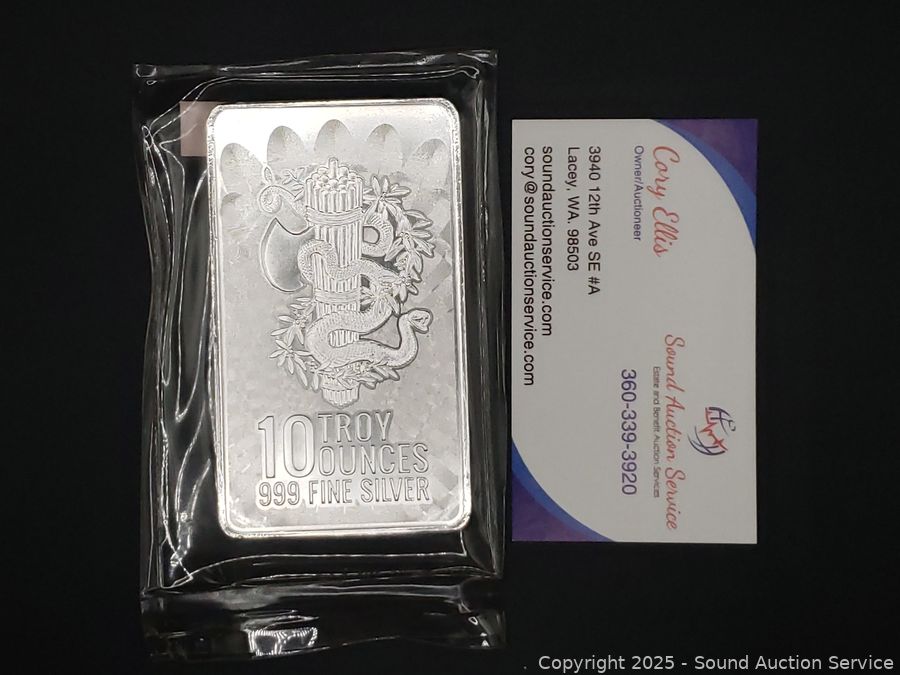 10 TROY
OUNCES
999 FINE SILVER
Cory Ellis
Owner/Auctioneer
Sound Auction Service
Estate and Benefit Auction Services
360-339-3920
3940 12th Ave SE #A
Lacey, WA. 98503
soundauctionservice.com
cory@soundauctionservice.com
Copyright 2025 - Sound Auction Service